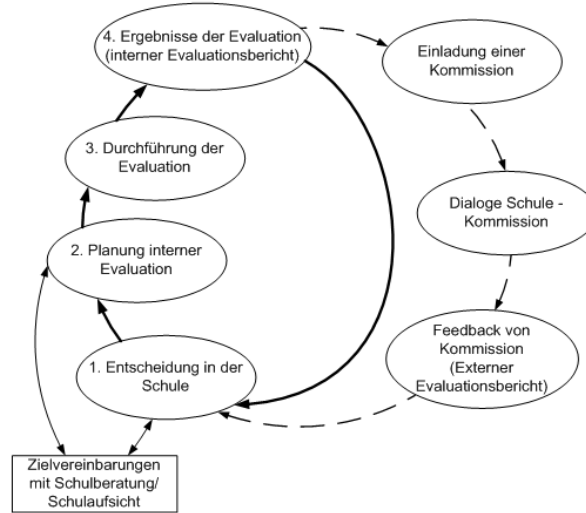 4. Ergebnisse der Evaluation
(interner Evaluationsbericht)
Einladung einer
Kommission
3. Durchführung der
Evaluation
Dialoge Schule -
Kommission
2. Planung interner
Evaluation
Feedback von
Kommission
(Externer
Evaluationsbericht)
1. Entscheidung in der
Schule
Zielvereinbarungen
mit Schulberatung/
Schulaufsicht